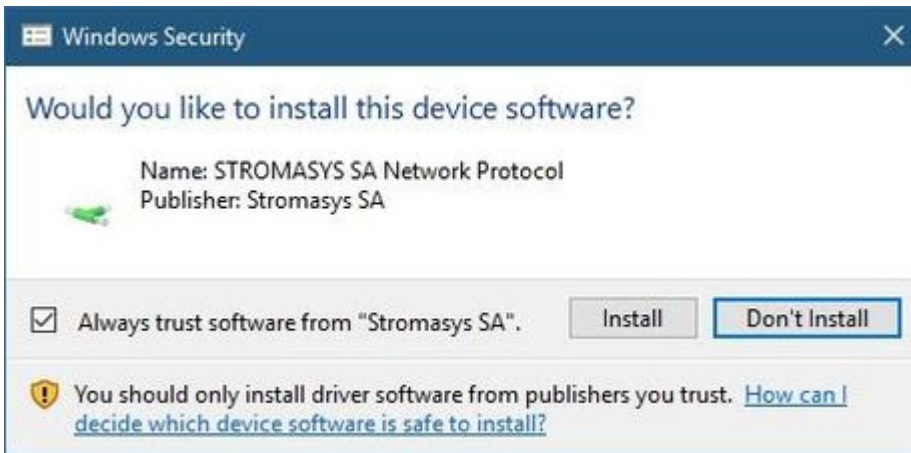 Windows Security
Would you like to install this device software?
Name: STROMASYS SA Network Protocol
Publisher: Stromasys SA
Always trust software from "Stromasys SA".
Install
Don't Install
You should only install driver software from publishers you trust. How can I
decide which device software is safe to install?